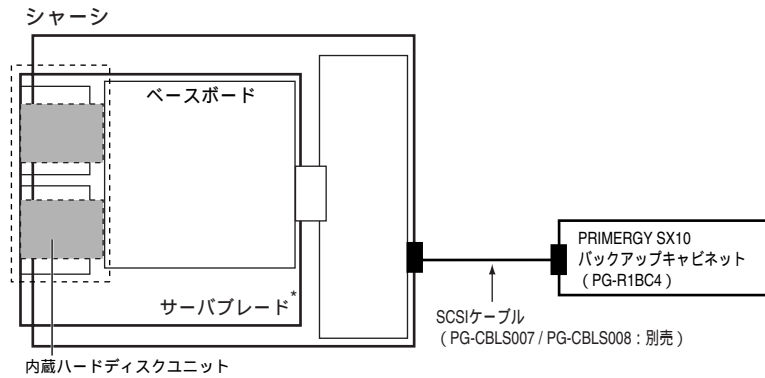 シャーシ
ベースボード
サーバブレード*
内蔵ハードディスクユニット
SCSIケーブル
（PG-CBLS007 / PG-CBLS008：別売）
PRIMERGY SX10
バックアップキャビネット
（PG-R1BC4）